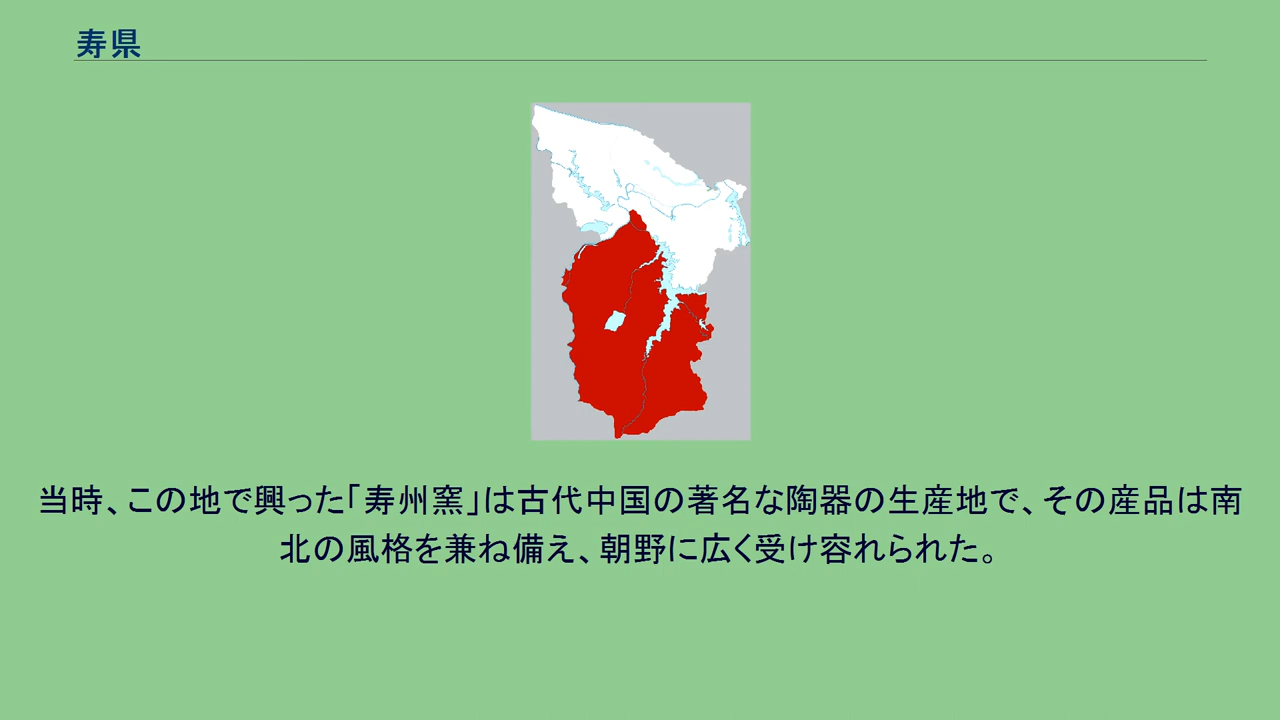 寿県
当時、この地で興った「寿州窯」は古代中国の著名な陶器の生産地で、その産品は南
北の風格を兼ね備え、朝野に広く受け容れられた。